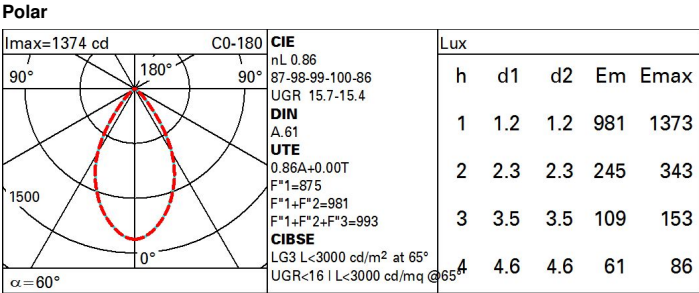 Polar
Imax=1374 cd C0-180
90° 180° 90°
1500
0°
α=60°
CIE
nL 0.86
87-98-99-100-86
UGR 15.7-15.4
DIN
A.61
UTE
0.86A+0.00T
F"1=875
F"1+F"2=981
F"1+F"2+F"3=993
CIBSE
LG3 L<3000 cd/m² at 65°
UGR<16 | L<3000 cd/mq @65°
Lux
h d1 d2 Em Emax
1 1.2 1.2 981 1373
2 2.3 2.3 245 343
3 3.5 3.5 109 153
4 4.6 4.6 61 86